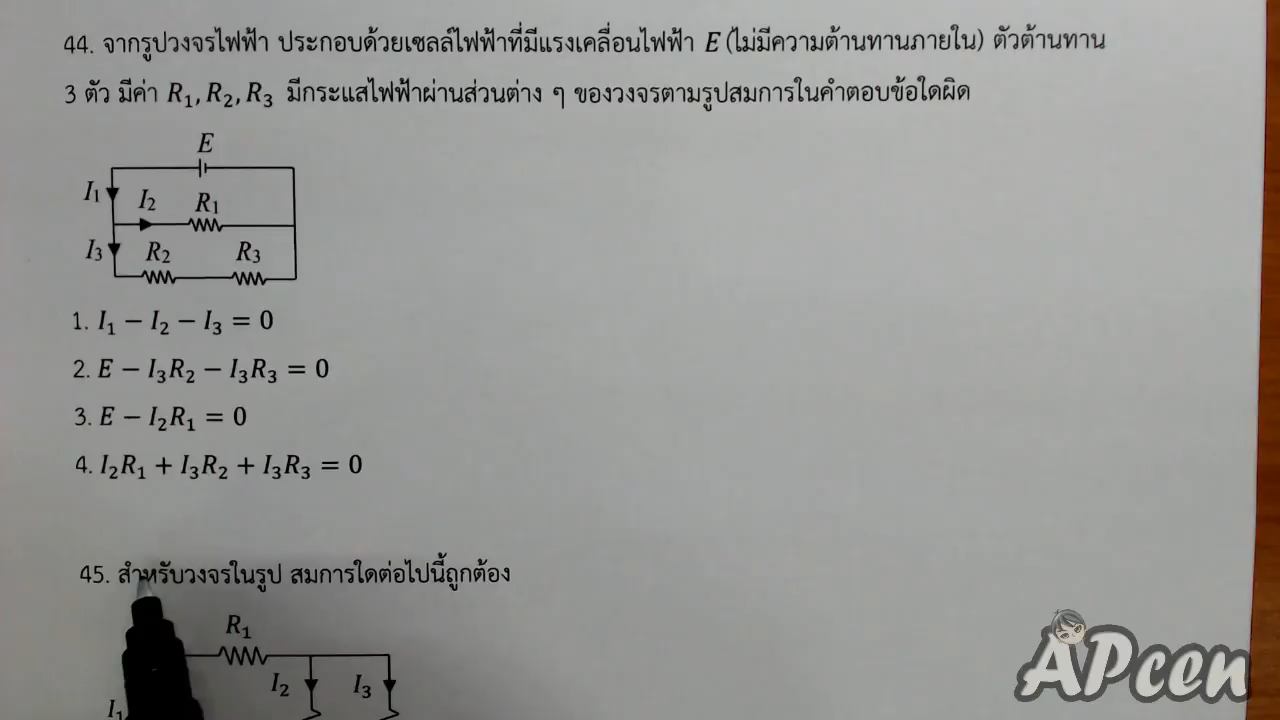 44. จากรูปวงจรไฟฟ้า ประกอบด้วยเซลล์ไฟฟ้าที่มีแรงเคลื่อนไฟฟ้า E (ไม่มีความต้านทานภายใน) ตัวต้านทาน
3 ตัว มีค่า R₁, R₂, R₃ มีกระแสไฟฟ้าผ่านส่วนต่าง ๆ ของวงจรตามรูปสมการในคำตอบข้อใดผิด
E
I₁ I₂ R₁
I₃ R₂ R₃
1. I₁ − I₂ − I₃ = 0
2. E − I₃R₂ − I₃R₃ = 0
3. E − I₂R₁ = 0
4. I₂R₁ + I₃R₂ + I₃R₃ = 0
45. สำหรับวงจรในรูป สมการใดต่อไปนี้ถูกต้อง
R₁
I₂ I₃
I₁
APcen